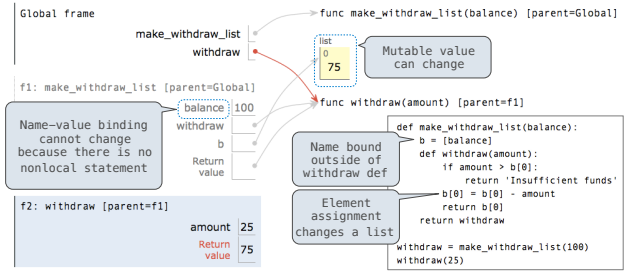 Global frame
make_withdraw_list
withdraw
func make_withdraw_list(balance) [parent=Global]
list
0
75
Mutable value
can change
f1: make_withdraw_list [parent=Global]
balance 100
withdraw
b
Return
value
func withdraw(amount) [parent=f1]
Name-value binding
cannot change
because there is no
nonlocal statement
f2: withdraw [parent=f1]
amount 25
Return
value 75
Name bound
outside of
withdraw def
Element
assignment
changes a list
def make_withdraw_list(balance):
    b = [balance]
    def withdraw(amount):
        if amount > b[0]:
            return 'Insufficient funds'
        b[0] = b[0] - amount
        return b[0]
    return withdraw
withdraw = make_withdraw_list(100)
withdraw(25)